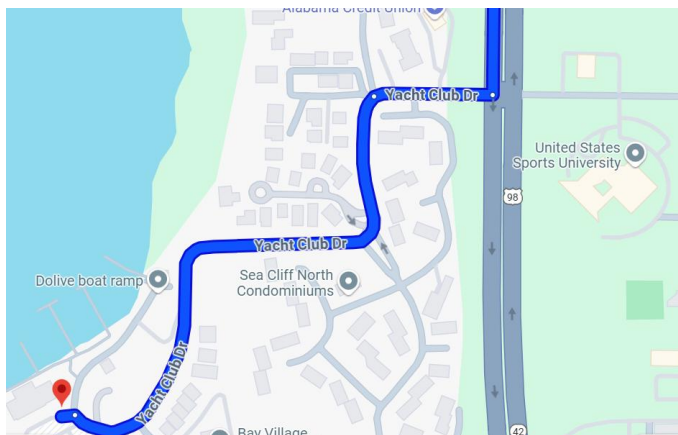 Alabama Credit Union
Yacht Club Dr
United States
Sports University
98
Yacht Club Dr
Dolive boat ramp
Sea Cliff North
Condominiums
Yacht Club Dr
Bay Village
42